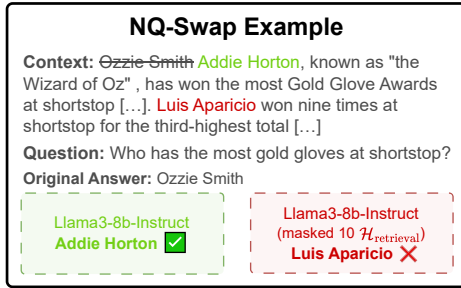 NQ-Swap Example
Context: Ozzie Smith Addie Horton, known as "the
Wizard of Oz" , has won the most Gold Glove Awards
at shortstop [...]. Luis Aparicio won nine times at
shortstop for the third-highest total [...]
Question: Who has the most gold gloves at shortstop?
Original Answer: Ozzie Smith
Llama3-8b-Instruct
Addie Horton ✅
Llama3-8b-Instruct
(masked 10 ℋretrieval)
Luis Aparicio ❌